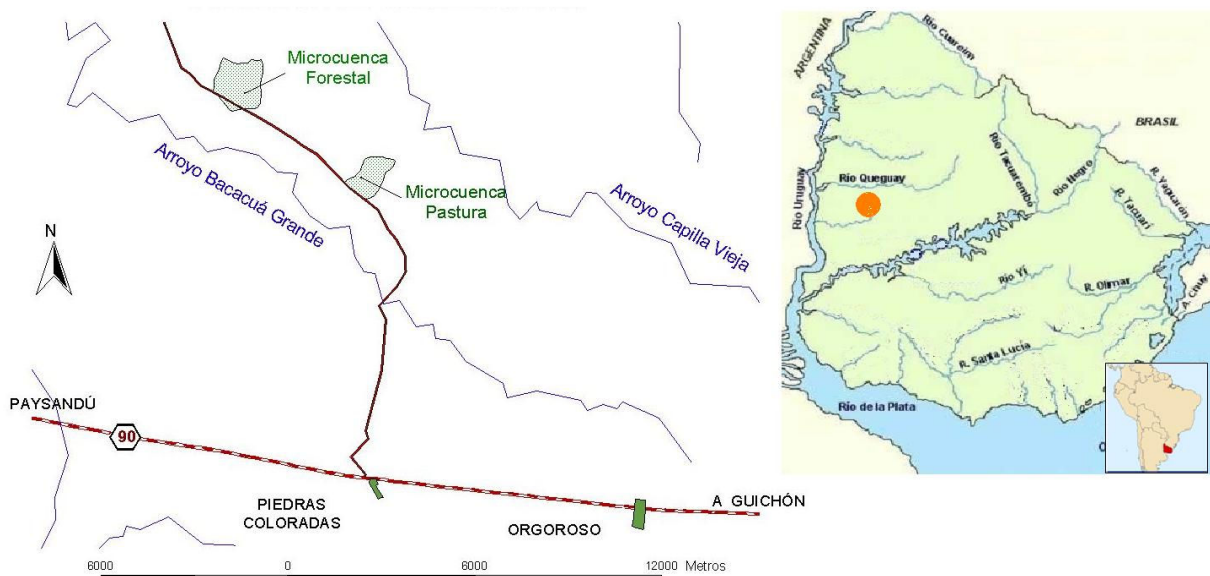 Microcuenca
Forestal
Arroyo Bacacuá Grande
Microcuenca
Pastura
Arroyo Capilla Vieja
N
PAYSANDÚ
90
PIEDRAS
COLORADAS
ORGOROSO
A GUICHÓN
6000 0 6000 12000 Metros
ARGENTINA
Río Cuareim
BRASIL
Río Tacuarembó
Río Negro
R. Yaguarón
R. Tacuarí
Río Queguay
Río Uruguay
Río Yí
R. Olimar
A. Chuy
R. Santa Lucía
Río de la Plata